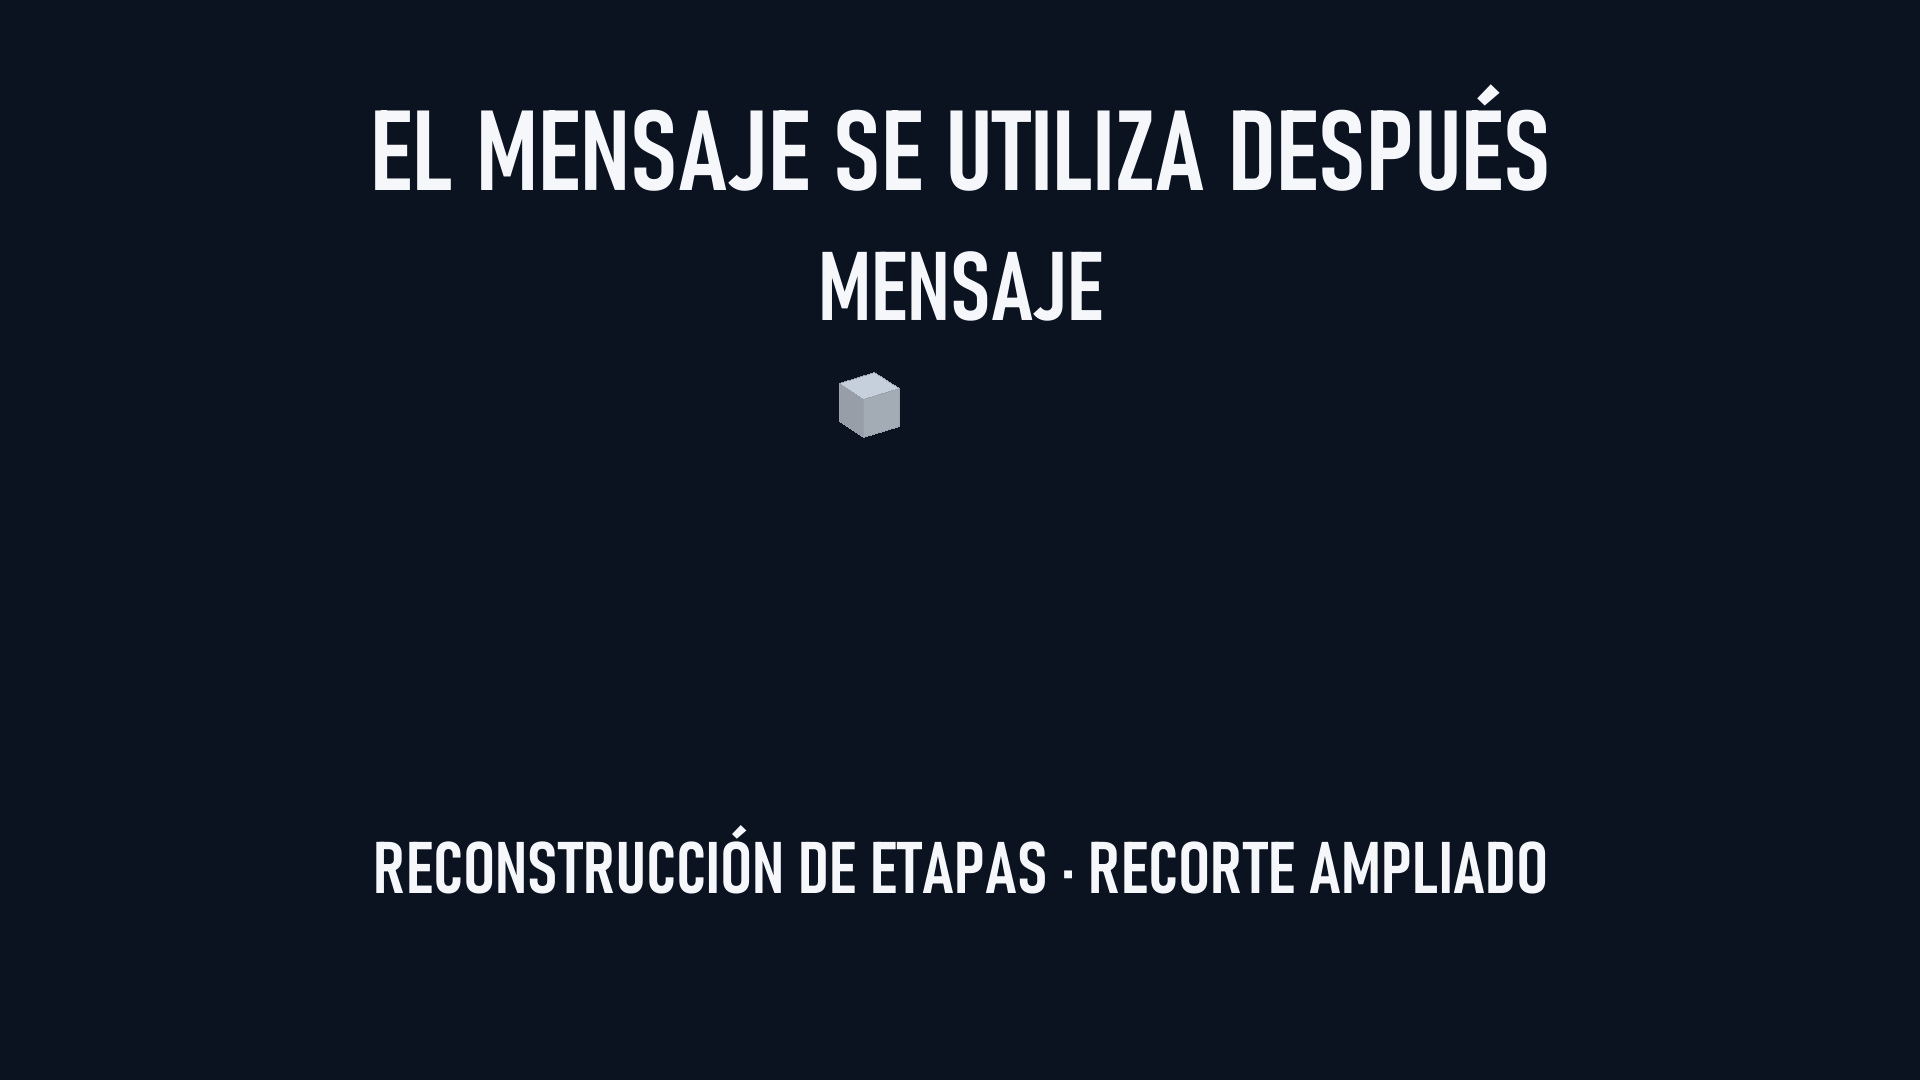 EL MENSAJE SE UTILIZA DESPUÉS
MENSAJE
RECONSTRUCCIÓN DE ETAPAS · RECORTE AMPLIADO